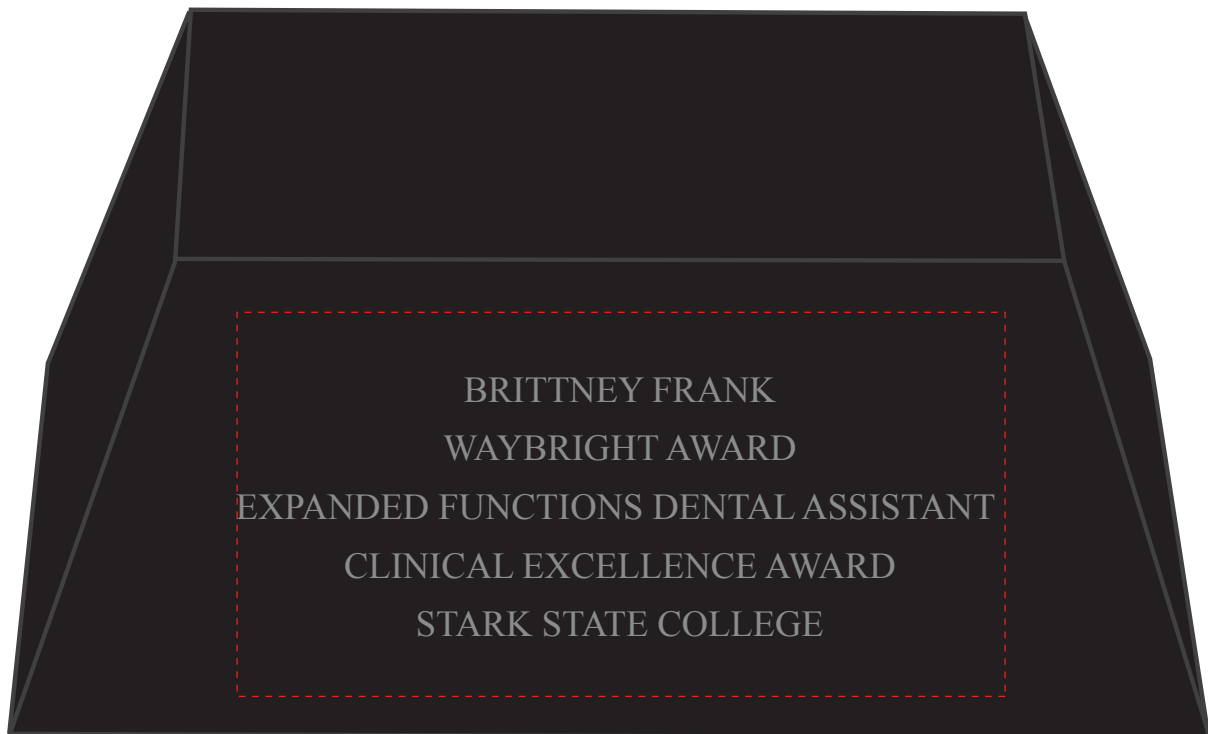 BRITTNEY FRANK
WAYBRIGHT AWARD
EXPANDED FUNCTIONS DENTAL ASSISTANT
CLINICAL EXCELLENCE AWARD
STARK STATE COLLEGE